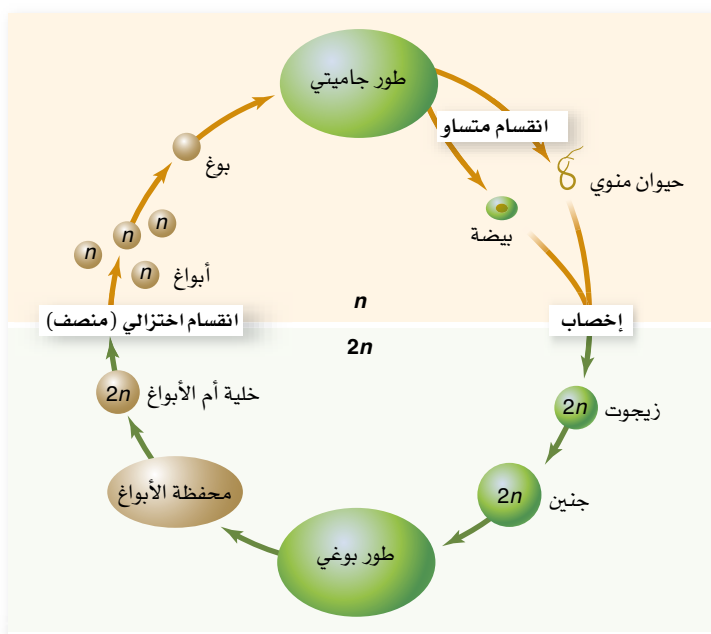 طور جاميتي
انقسام متساو
حيوان منوي
بيضة
بوغ
n
n
n
n
أبواغ
n
انقسام اختزالي (منصف)
إخصاب
2n
2n
خلية أم الأبواغ
2n
زيجوت
2n
جنين
محفظة الأبواغ
طور بوغي